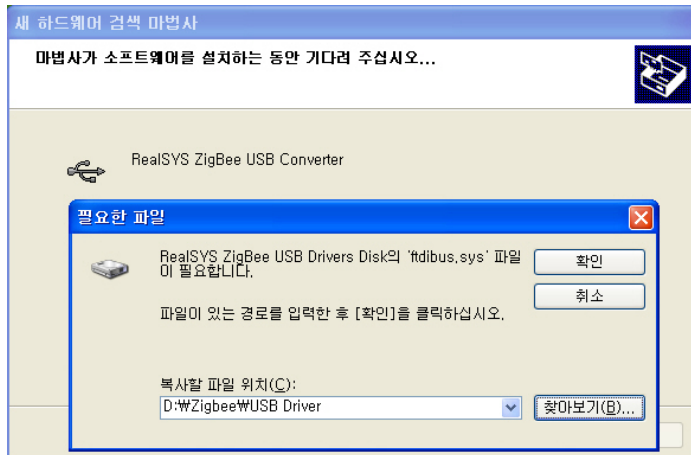 새 하드웨어 검색 마법사
마법사가 소프트웨어를 설치하는 동안 기다려 주십시오...
RealSYS ZigBee USB Converter
필요한 파일
RealSYS ZigBee USB Drivers Disk의 'ftdibus.sys' 파일
이 필요합니다.
확인
취소
파일이 있는 경로를 입력한 후 [확인]을 클릭하십시오.
복사할 파일 위치(C):
D:₩Zigbee₩USB Driver
찾아보기(B)...